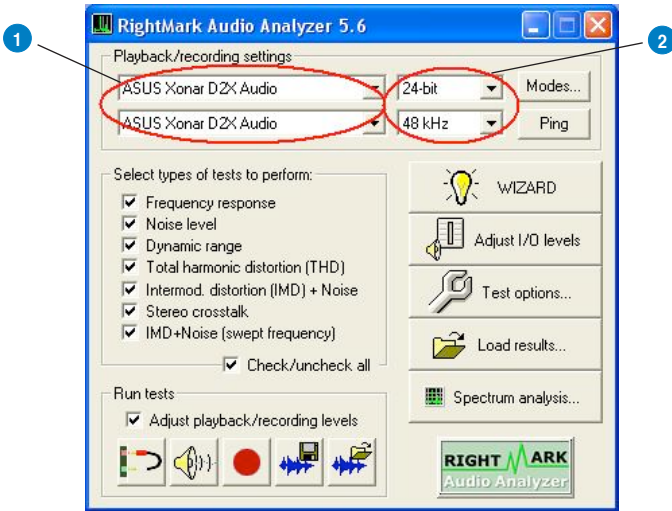 RightMark Audio Analyzer 5.6
1
2
Playback/recording settings
ASUS Xonar D2X Audio 24-bit Modes...
ASUS Xonar D2X Audio 48 kHz Ping
Select types of tests to perform:
Frequency response
Noise level
Dynamic range
Total harmonic distortion (THD)
Intermod. distortion (IMD) + Noise
Stereo crosstalk
IMD+Noise (swept frequency)
Check/uncheck all
WIZARD
Adjust I/O levels
Test options...
Load results...
Spectrum analysis...
Run tests
Adjust playback/recording levels
RIGHT MARK
Audio Analyzer